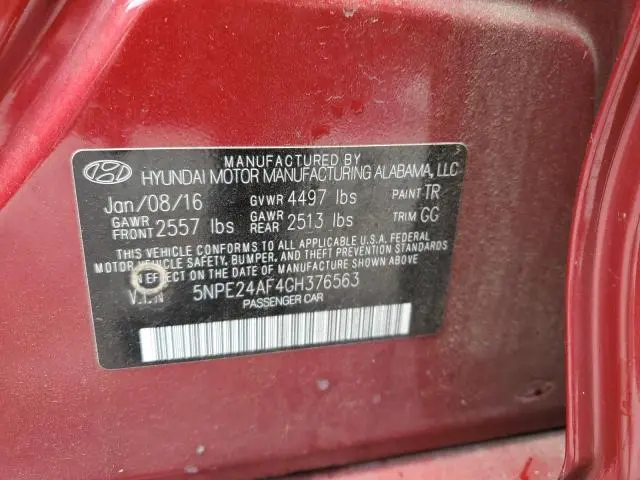 MANUFACTURED BY
HYUNDAI MOTOR MANUFACTURING ALABAMA, LLC
Jan/08/16 GVWR 4497 lbs PAINT TR
GAWR FRONT 2557 lbs GAWR REAR 2513 lbs TRIM GG
THIS VEHICLE CONFORMS TO ALL APPLICABLE U.S.A. FEDERAL
MOTOR VEHICLE SAFETY, BUMPER, AND THEFT PREVENTION STANDARDS
IN EFFECT ON THE DATE OF MANUFACTURE SHOWN ABOVE
V.I.N 5NPE24AF4GH376563
PASSENGER CAR